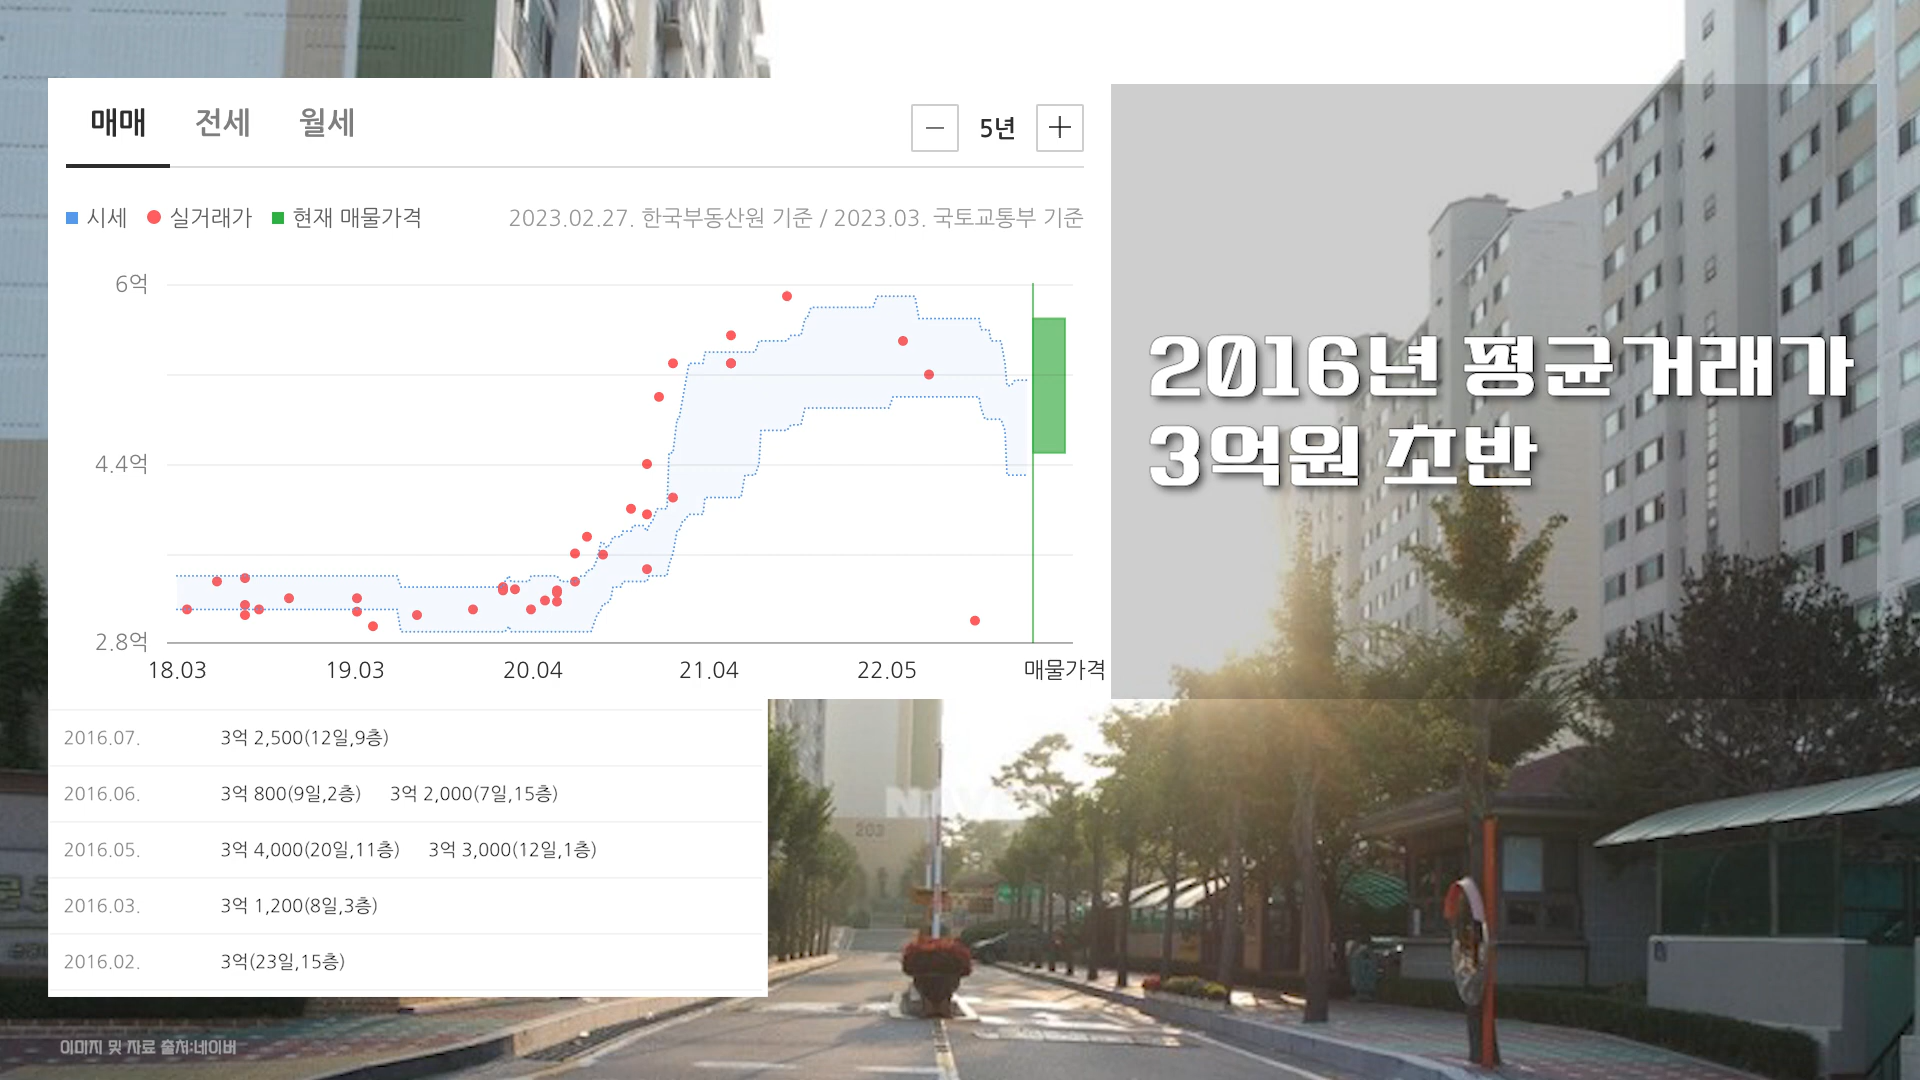 매매 전세 월세
5년
시세 실거래가 현재 매물가격 2023.02.27. 한국부동산원 기준 / 2023.03. 국토교통부 기준
6억
4.4억
2.8억
18.03 19.03 20.04 21.04 22.05 매물가격
2016년 평균거래가
3억원 초반
2016.07. 3억 2,500(12일,9층)
2016.06. 3억 800(9일,2층) 3억 2,000(7일,15층)
2016.05. 3억 4,000(20일,11층) 3억 3,000(12일,1층)
2016.03. 3억 1,200(8일,3층)
2016.02. 3억(23일,15층)
203
이미지 및 자료 출처:네이버